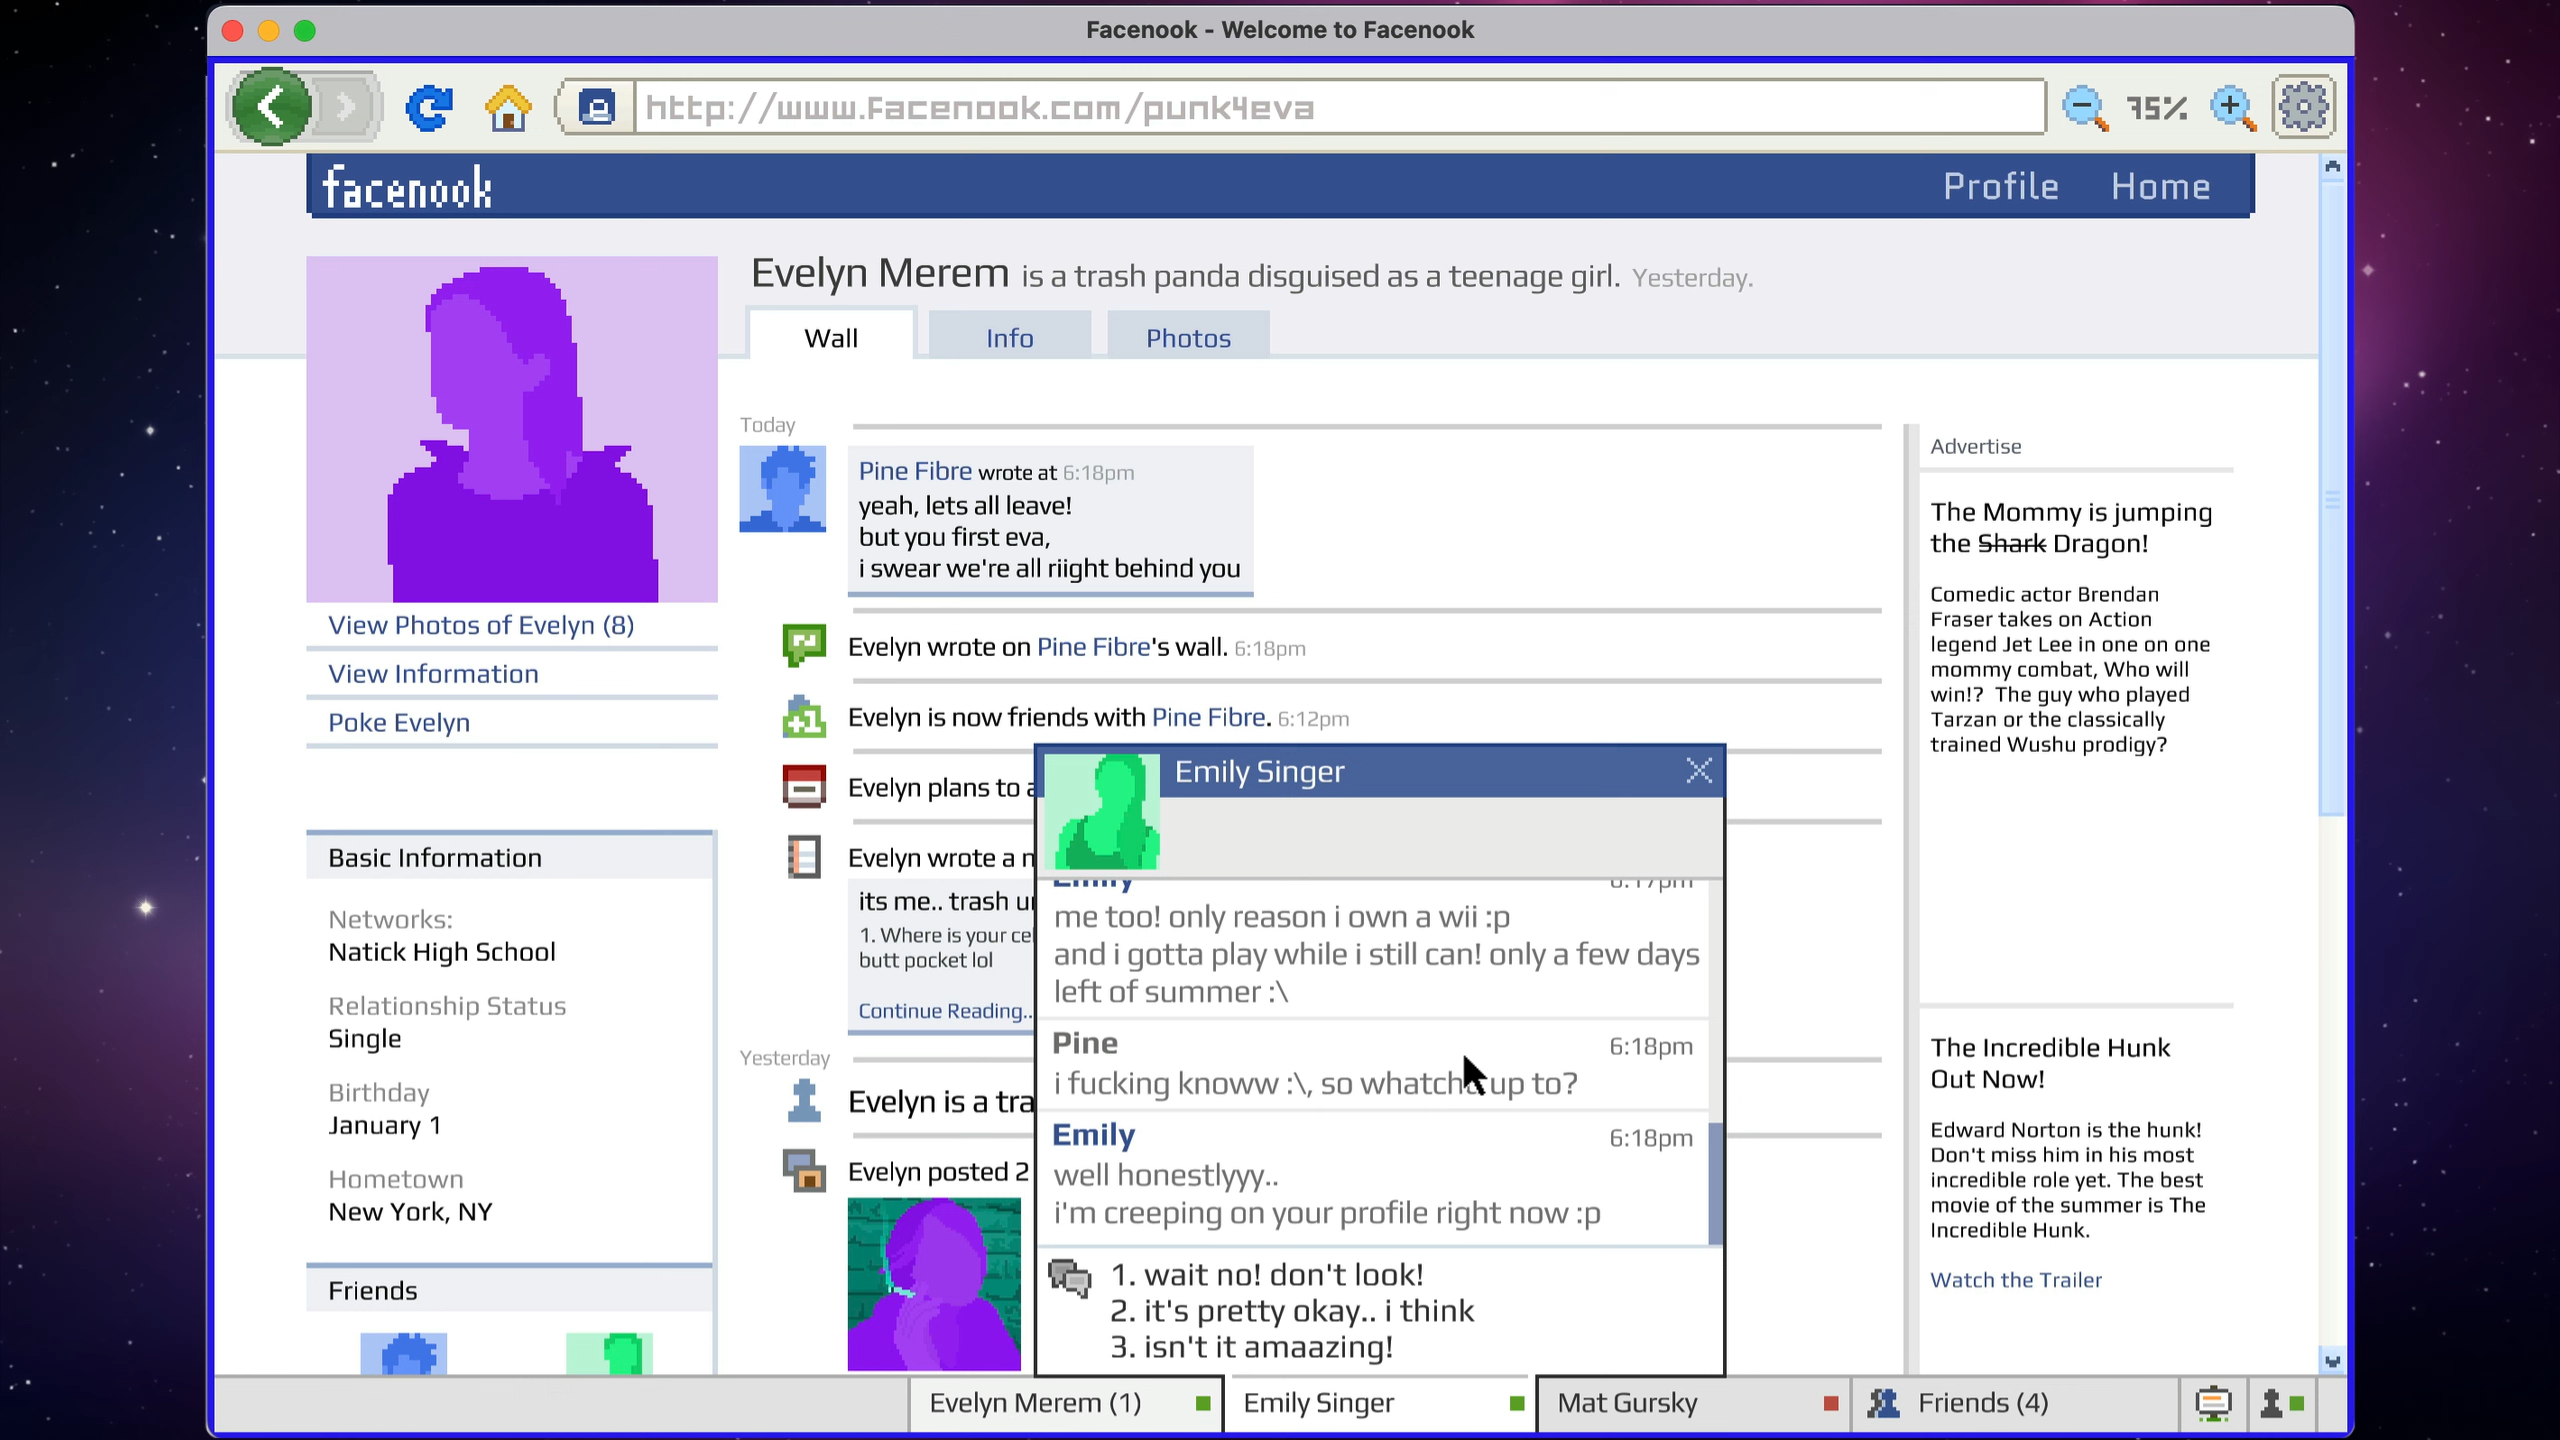 Facenook - Welcome to Facenook
http://www.Facenook.com/punk4eva
75%
facenook
Profile
Home
Evelyn Merem is a trash panda disguised as a teenage girl. Yesterday.
Wall
Info
Photos
View Photos of Evelyn (8)
View Information
Poke Evelyn
Basic Information
Networks:
Natick High School
Relationship Status
Single
Birthday
January 1
Hometown
New York, NY
Friends
Today
Pine Fibre wrote at 6:18pm
yeah, lets all leave!
but you first eva,
i swear we're all riight behind you
Evelyn wrote on Pine Fibre's wall. 6:18pm
Evelyn is now friends with Pine Fibre. 6:12pm
Evelyn plans to
Evelyn wrote a
its me.. trash
1. Where is your
butt pocket lol
Continue Reading..
Yesterday
Evelyn is a
Evelyn posted 2
Emily Singer
Emily 6:17pm
me too! only reason i own a wii :p
and i gotta play while i still can! only a few days
left of summer :\
Pine 6:18pm
i fucking knoww :\, so whatcha up to?
Emily 6:18pm
well honestlyyy..
i'm creeping on your profile right now :p
1. wait no! don't look!
2. it's pretty okay.. i think
3. isn't it amaazing!
Advertise
The Mommy is jumping
the Shark Dragon!
Comedic actor Brendan
Fraser takes on Action
legend Jet Lee in one on one
mommy combat, Who will
win!? The guy who played
Tarzan or the classically
trained Wushu prodigy?
The Incredible Hunk
Out Now!
Edward Norton is the hunk!
Don't miss him in his most
incredible role yet. The best
movie of the summer is The
Incredible Hunk.
Watch the Trailer
Evelyn Merem (1)
Emily Singer
Mat Gursky
Friends (4)